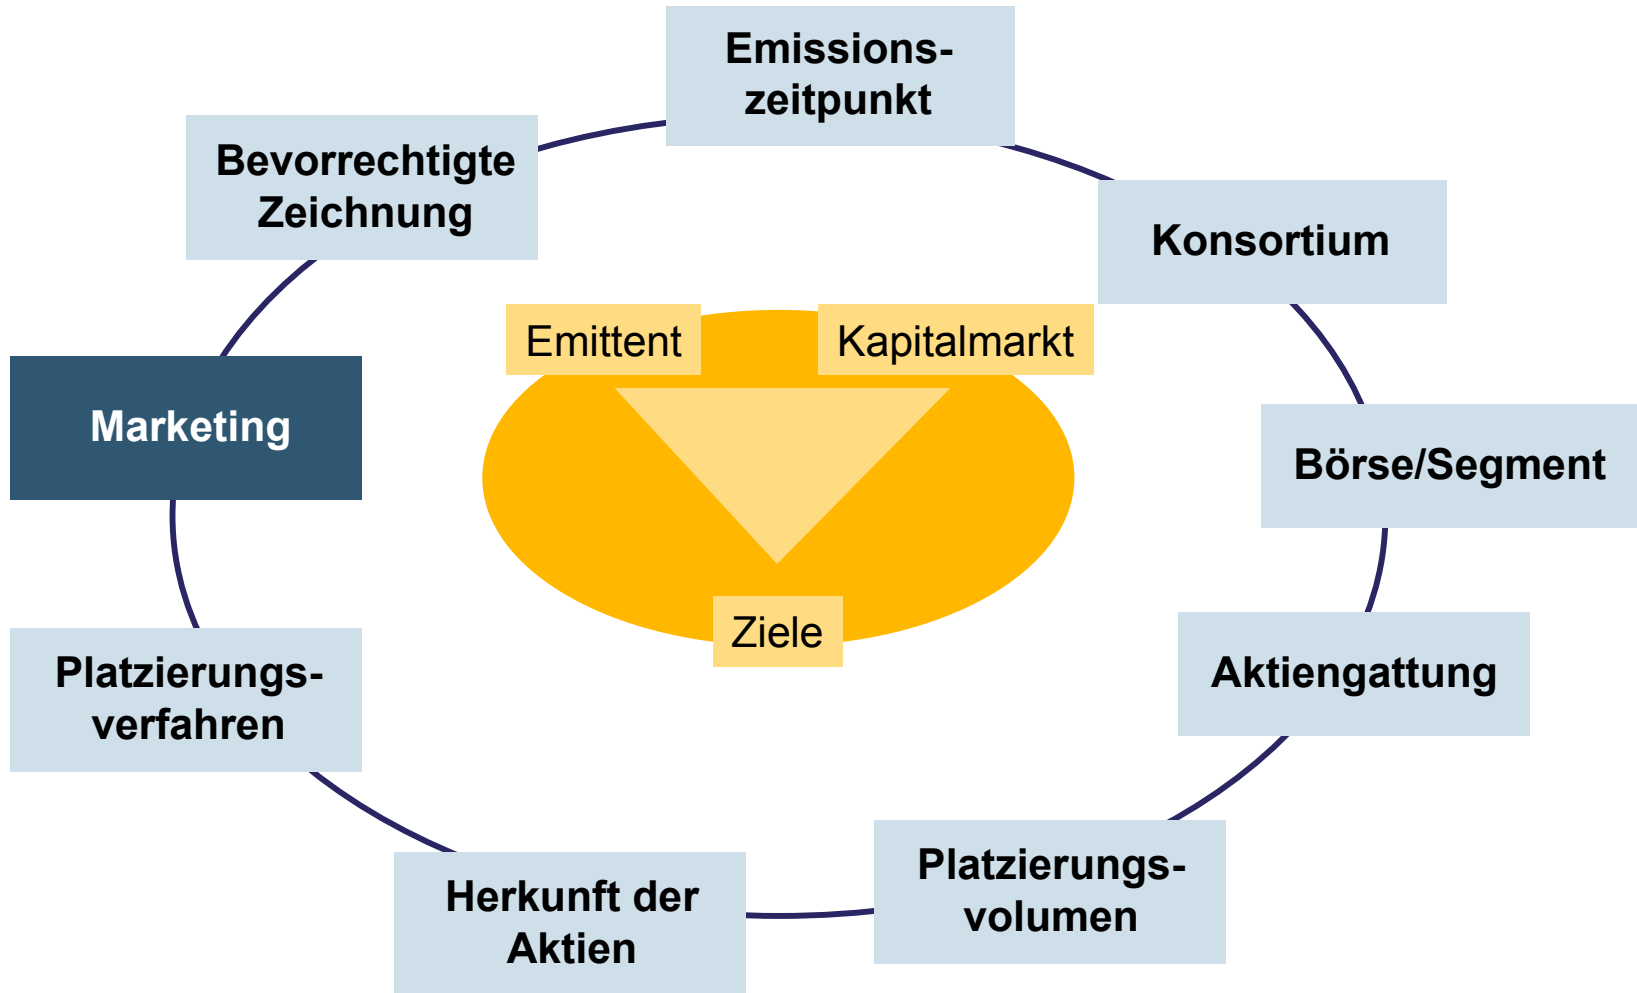 Emissions-
zeitpunkt
Bevorrechtigte
Zeichnung
Konsortium
Emittent
Kapitalmarkt
Marketing
Börse/Segment
Ziele
Platzierungs-
verfahren
Aktiengattung
Platzierungs-
volumen
Herkunft der
Aktien